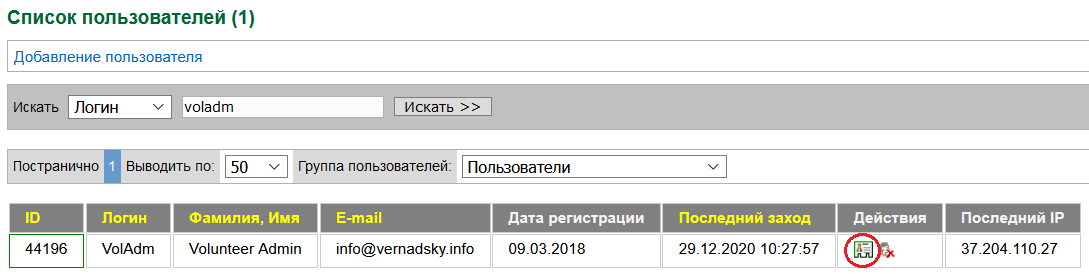 Список пользователей (1)
Добавление пользователя
Искать Логин voladm Искать >>
Постранично 1 Выводить по: 50 Группа пользователей: Пользователи
ID Логин Фамилия, Имя E-mail Дата регистрации Последний заход Действия Последний IP
44196 VolAdm Volunteer Admin info@vernadsky.info 09.03.2018 29.12.2020 10:27:57 37.204.110.27